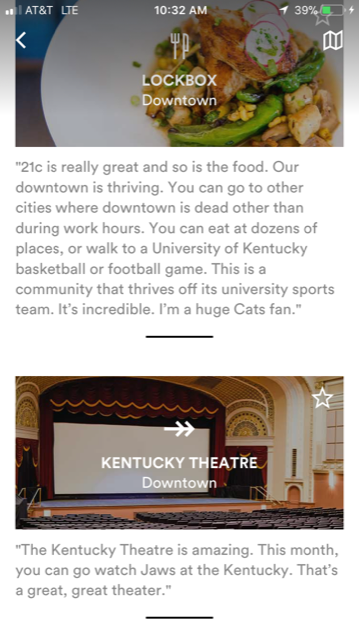 AT&T LTE 10:32 AM 39%
LOCKBOX
Downtown
"21c is really great and so is the food. Our
downtown is thriving. You can go to other
cities where downtown is dead other than
during work hours. You can eat at dozens of
places, or walk to a University of Kentucky
basketball or football game. This is a
community that thrives off its university sports
team. It’s incredible. I’m a huge Cats fan."
KENTUCKY THEATRE
Downtown
"The Kentucky Theatre is amazing. This month,
you can go watch Jaws at the Kentucky. That’s
a great, great theater."